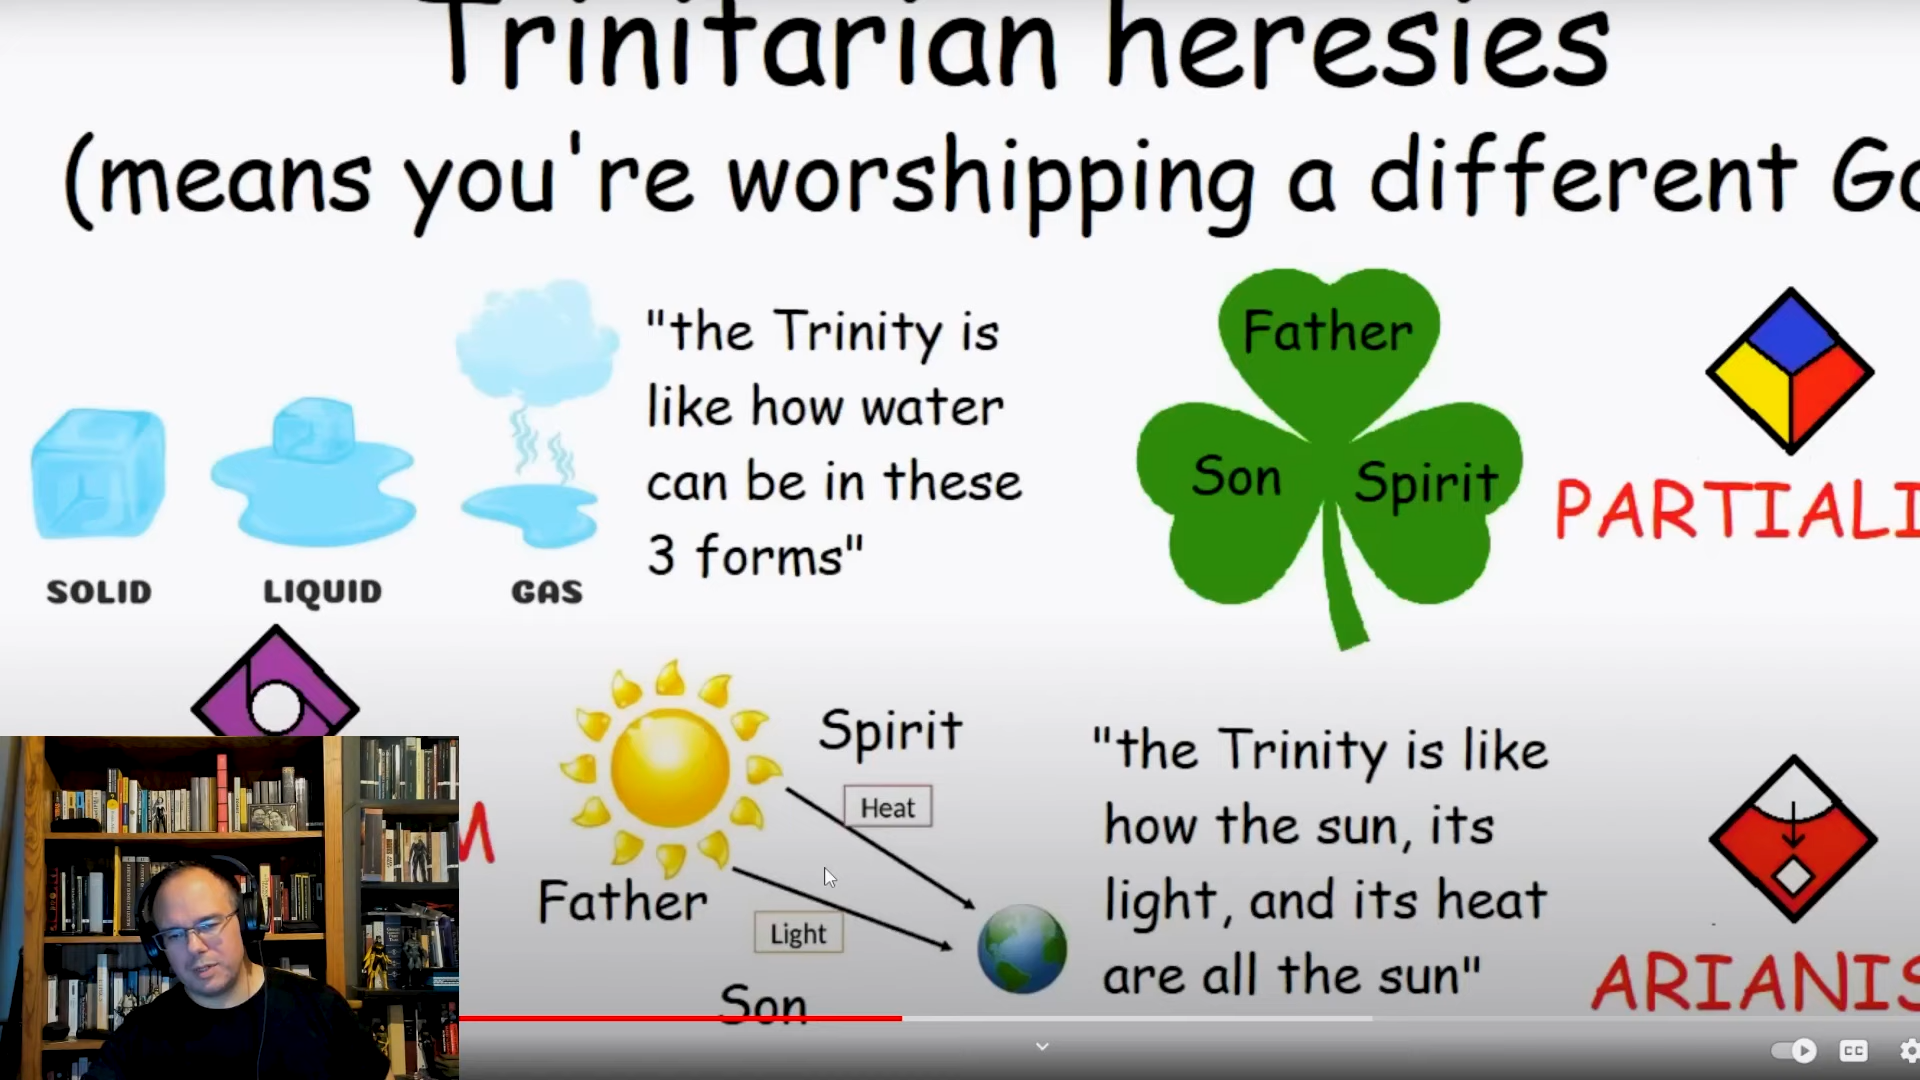 Trinitarian heresies
(means you're worshipping a different Go
"the Trinity is
like how water
can be in these
3 forms"
SOLID
LIQUID
GAS
Father
Son
Spirit
PARTIALI
Spirit
Heat
Father
Light
Son
"the Trinity is like
how the sun, its
light, and its heat
are all the sun"
M
ARIANIS
CC